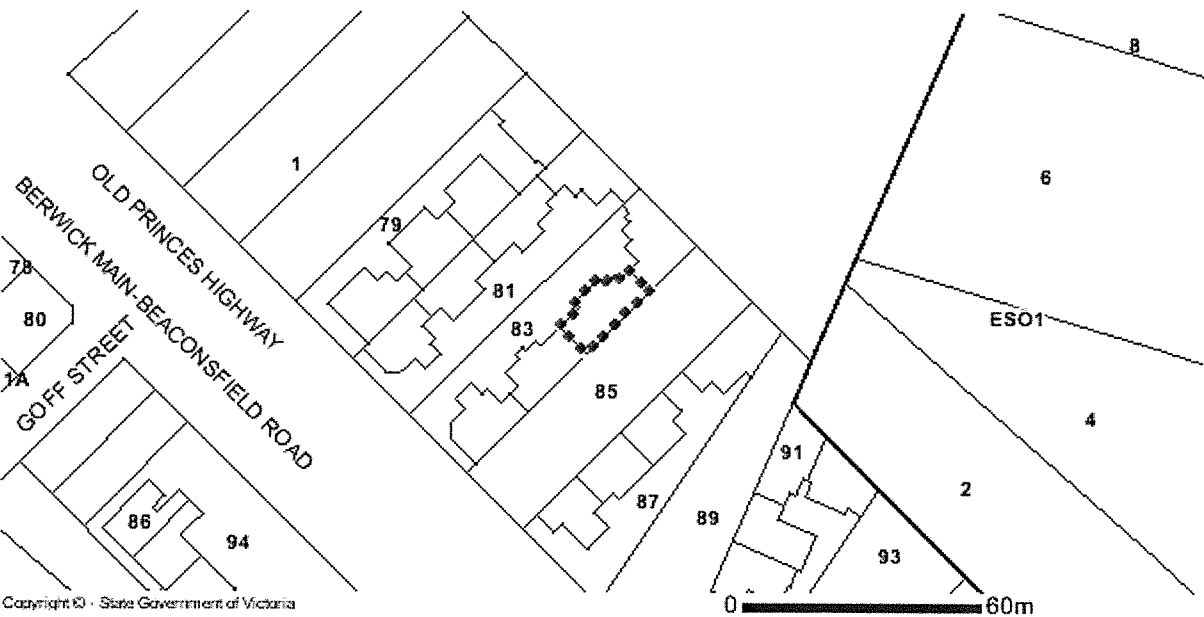 8
6
1
OLD PRINCES HIGHWAY
BERWICK MAIN-BEACONSFIELD ROAD
79
78
81
80
83
ESO1
GOFF STREET
1A
85
4
91
2
87
89
86
94
93
Copyright © - State Government of Victoria
0 60m